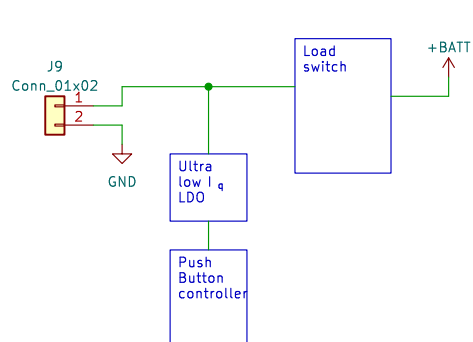 J9
Conn_01x02
1
2
GND
Load
switch
+BATT
Ultra
low I q
LDO
Push
Button
controller